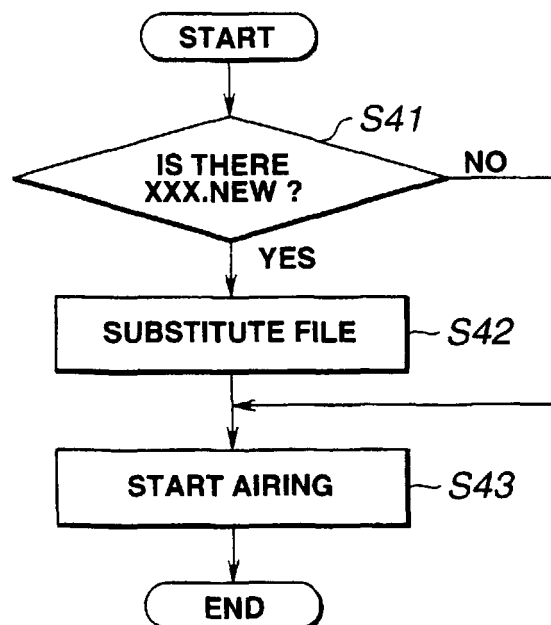 START
S41
IS THERE
XXX.NEW ?
NO
YES
SUBSTITUTE FILE
S42
START AIRING
S43
END